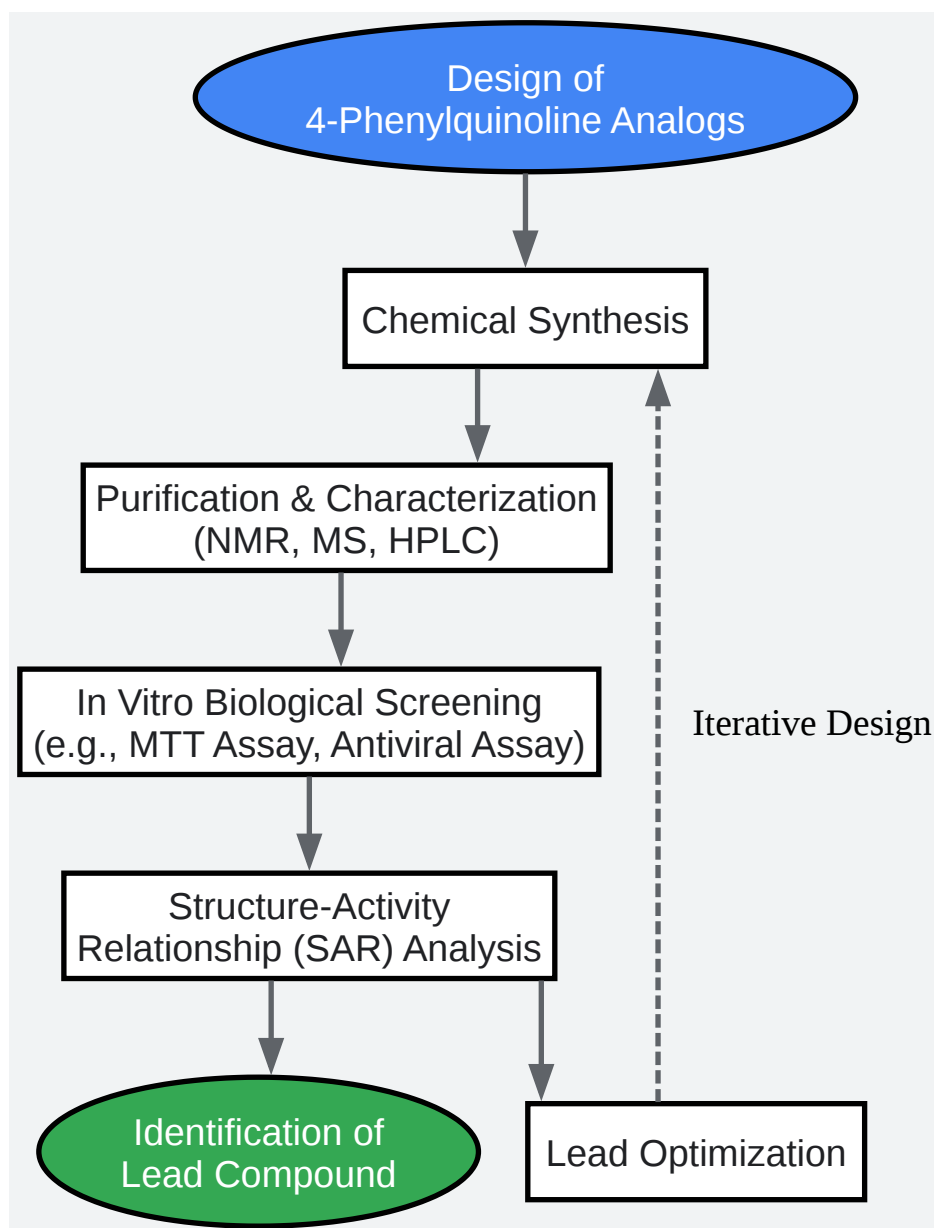 Design of
4-Phenylquinoline Analogs
Chemical Synthesis
Purification & Characterization
(NMR, MS, HPLC)
In Vitro Biological Screening
(e.g., MTT Assay, Antiviral Assay)
Iterative Design
Structure-Activity
Relationship (SAR) Analysis
Identification of
Lead Compound
Lead Optimization